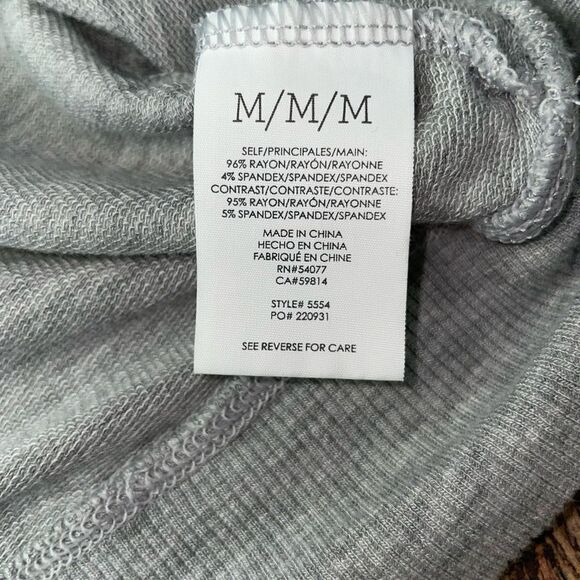 M/M/M
SELF/PRINCIPALES/MAIN:
96% RAYON/RAYÓN/RAYONNE
4% SPANDEX/SPANDEX/SPANDEX
CONTRAST/CONTRASTE/CONTRASTE:
95% RAYON/RAYÓN/RAYONNE
5% SPANDEX/SPANDEX/SPANDEX
MADE IN CHINA
HECHO EN CHINA
FABRIQUÉ EN CHINE
RN#54077
CA#59814
STYLE# 5554
PO# 220931
SEE REVERSE FOR CARE